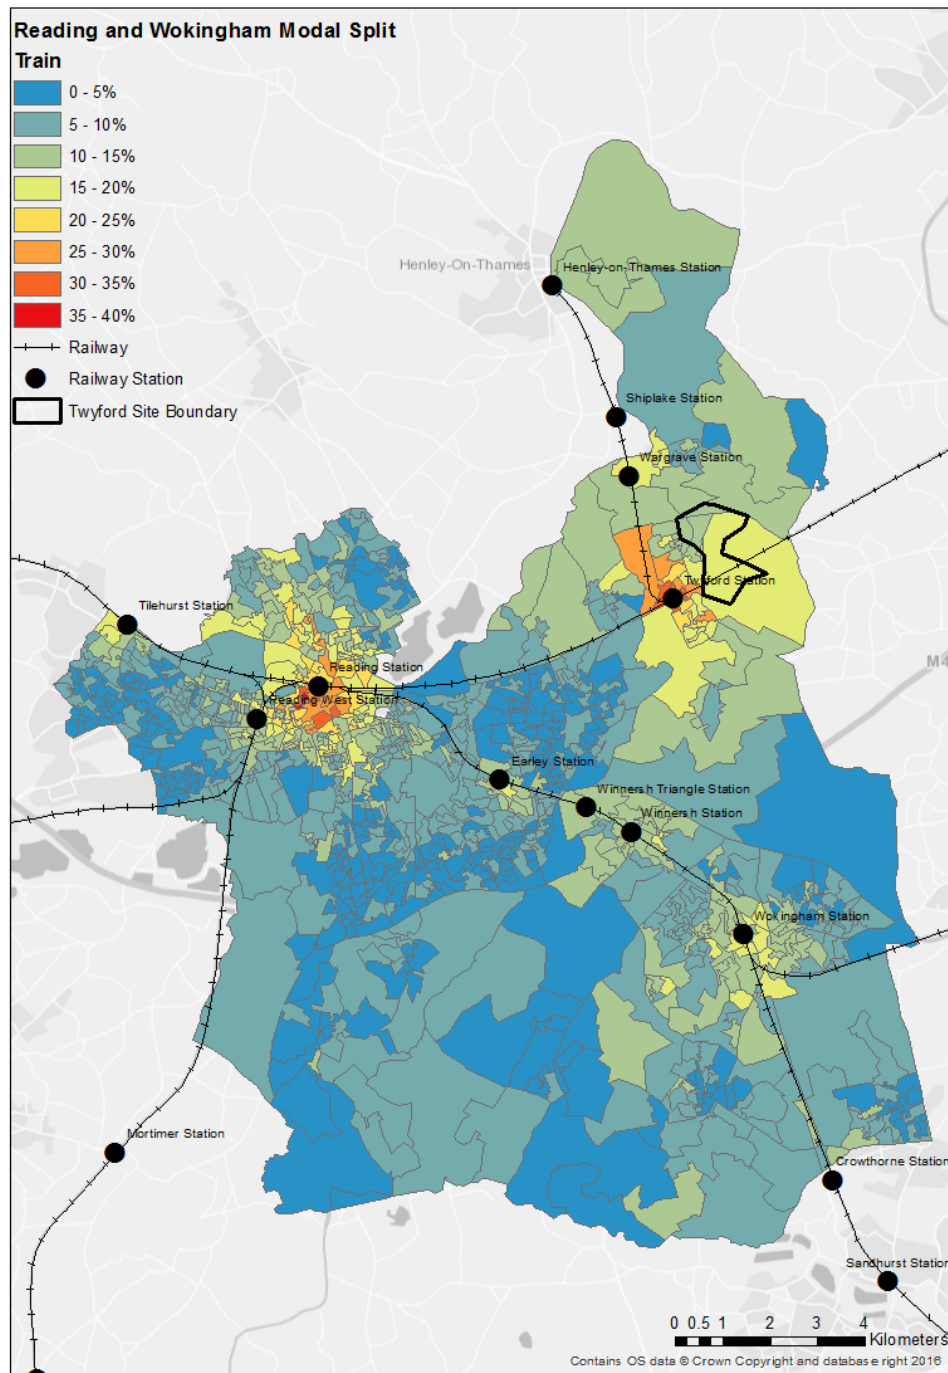 Reading and Wokingham Modal Split
Train
0 - 5%
5 - 10%
10 - 15%
15 - 20%
20 - 25%
25 - 30%
30 - 35%
35 - 40%
Railway
Railway Station
Twyford Site Boundary
Henley-On-Thames
Henley-on-Thames Station
Shiplake Station
Wargrave Station
Twyford Station
Tilehurst Station
Reading Station
M4
Reading West Station
Earley Station
Winnersh Triangle Station
Winnersh Station
Wokingham Station
Mortimer Station
Crowthorne Station
Sandhurst Station
0 0.5 1 2 3 4
Kilometers
Contains OS data © Crown Copyright and database right 2016